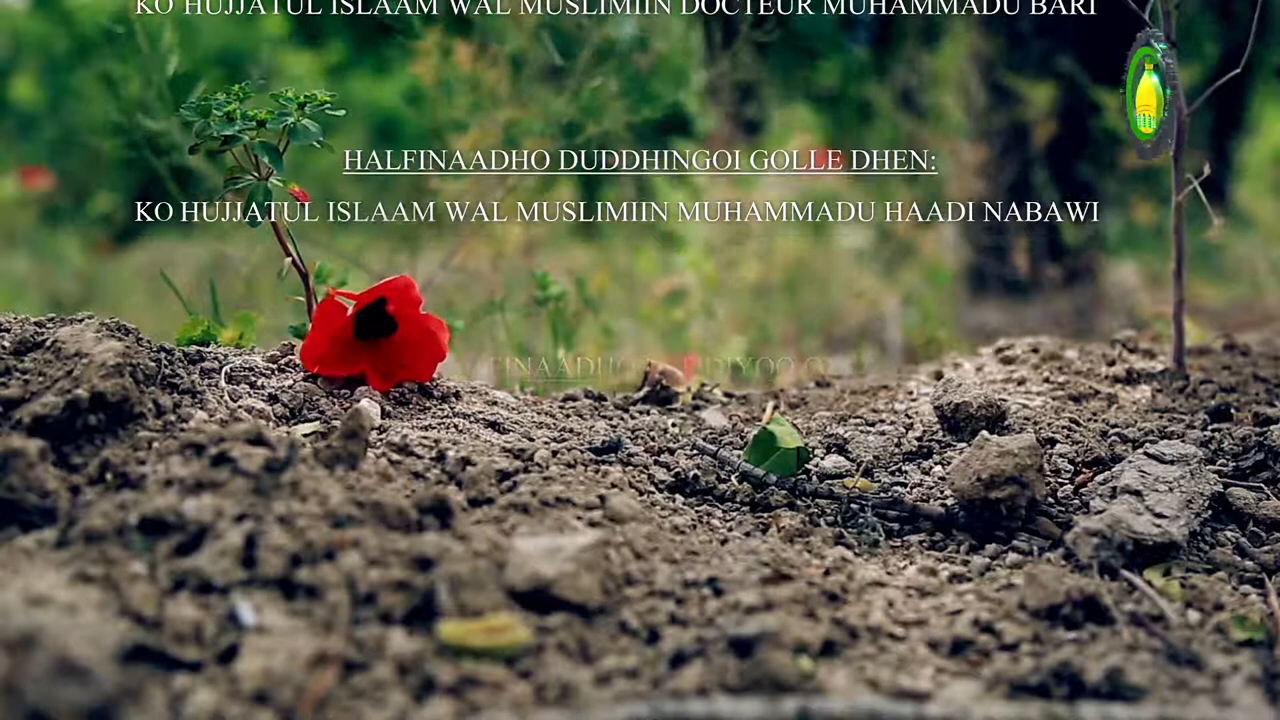 KO HUJJATUL ISLAAM WAL MUSLIMIIN DOCTEUR MUHAMMADU BARI
HALFINAADHO DUDDHINGOI GOLLE DHEN:
KO HUJJATUL ISLAAM WAL MUSLIMIIN MUHAMMADU HAADI NABAWI